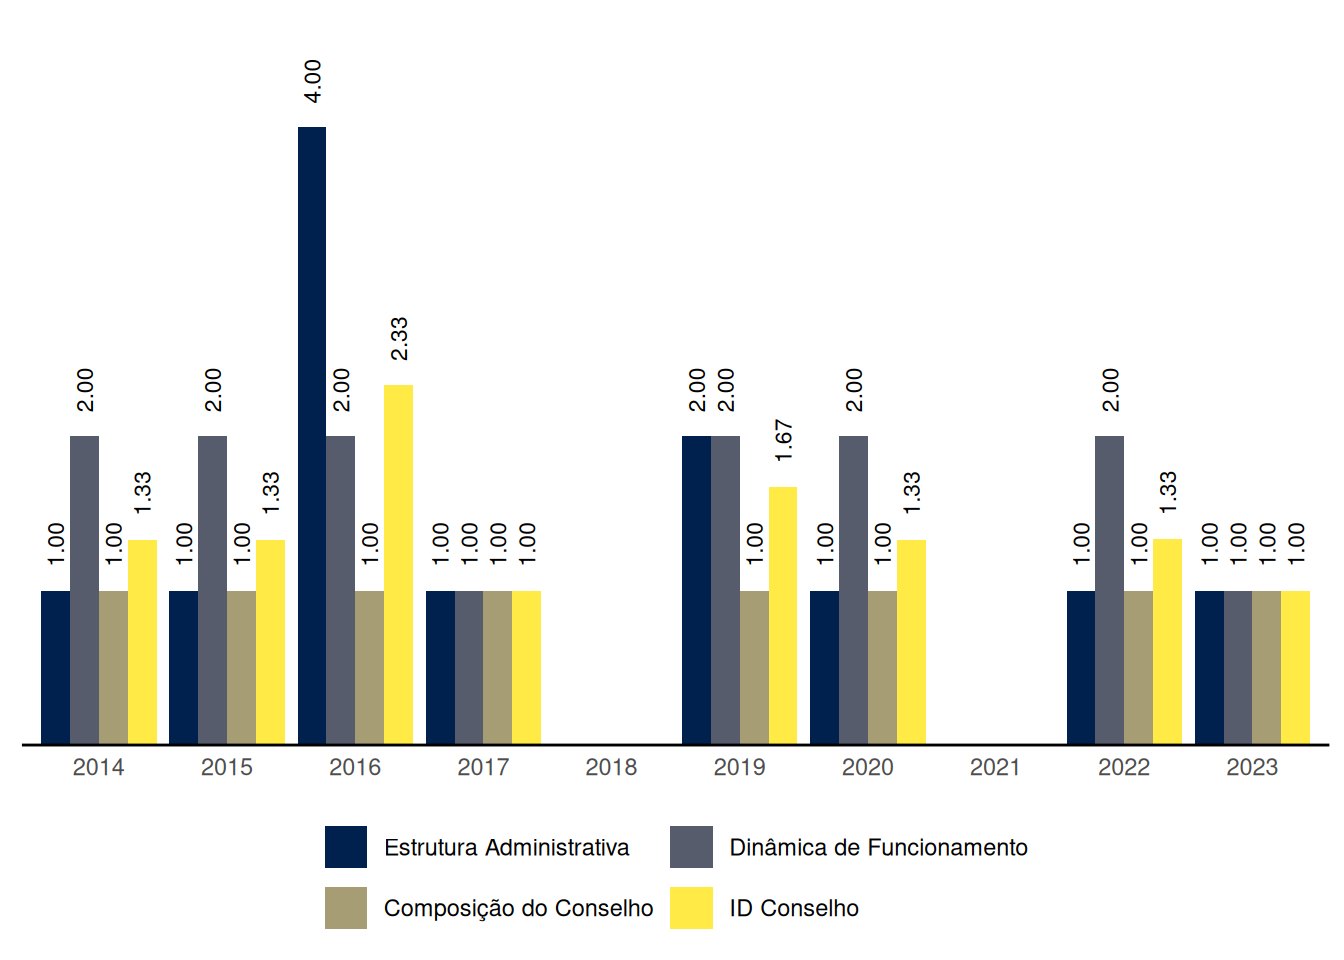 4.00
2.33
2.00 2.00 2.00 2.00 2.00 2.00 2.00
1.67
1.33 1.33 1.33 1.33
1.00 1.00 1.00 1.00 1.00 1.00 1.00 1.00 1.00 1.00 1.00 1.00 1.00 1.00 1.00 1.00 1.00 1.00 1.00
2014 2015 2016 2017 2018 2019 2020 2021 2022 2023
Estrutura Administrativa Dinâmica de Funcionamento
Composição do Conselho ID Conselho